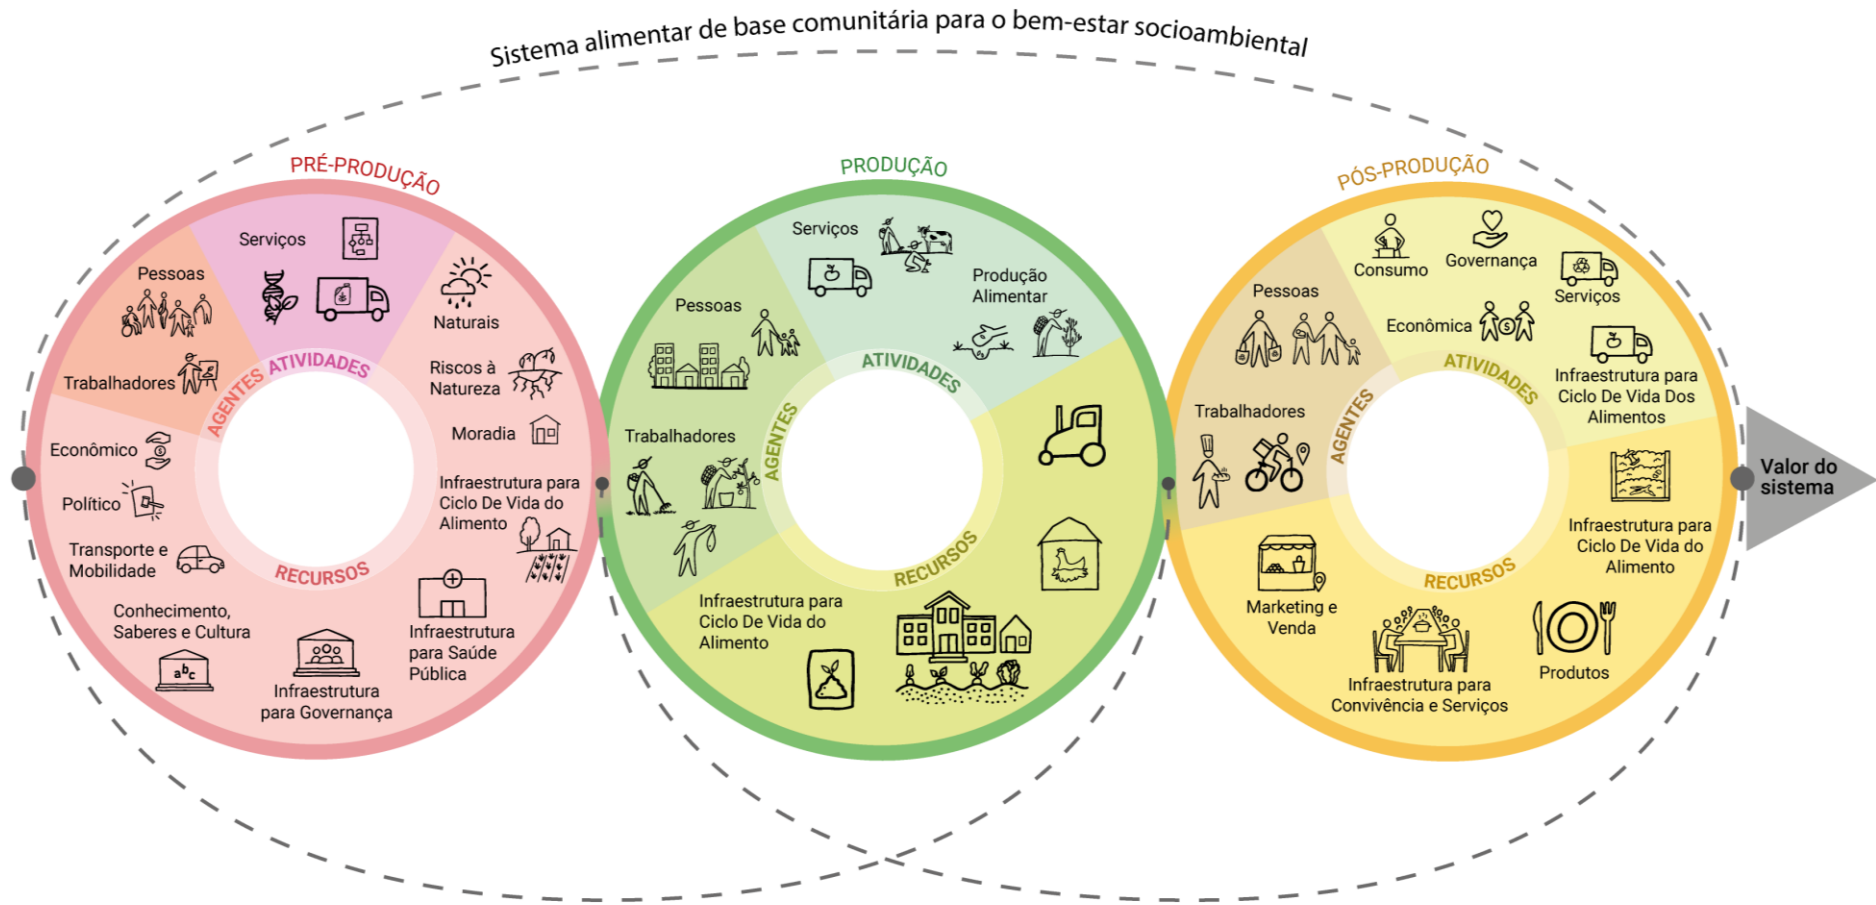 Sistema alimentar de base comunitária para o bem-estar socioambiental
PRÉ-PRODUÇÃO
Serviços
Pessoas
Trabalhadores
Naturais
Riscos à
Natureza
Moradia
Infraestrutura para
Ciclo De Vida do
Alimento
Infraestrutura
para Saúde
Pública
Infraestrutura
para Governança
Conhecimento,
Saberes e Cultura
abc
Transporte e
Mobilidade
Político
Econômico
$
AGENTES
ATIVIDADES
RECURSOS
PRODUÇÃO
Serviços
Produção
Alimentar
Pessoas
Trabalhadores
Infraestrutura para
Ciclo De Vida do
Alimento
AGENTES
ATIVIDADES
RECURSOS
PÓS-PRODUÇÃO
Consumo
Governança
Serviços
Econômica
$
Infraestrutura para
Ciclo De Vida Dos
Alimentos
Pessoas
Trabalhadores
Infraestrutura para
Ciclo De Vida do
Alimento
Marketing e
Venda
Infraestrutura para
Convivência e Serviços
Produtos
AGENTES
ATIVIDADES
RECURSOS
Valor do
sistema